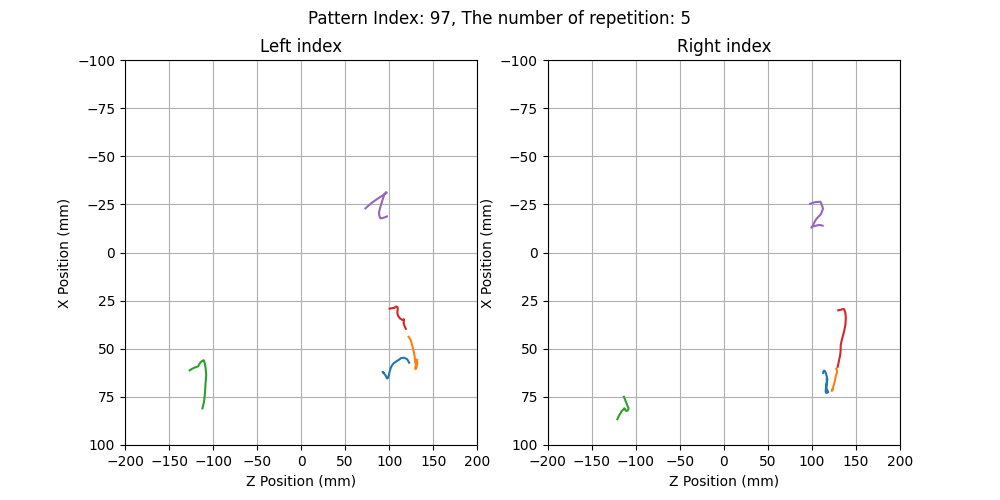 Pattern Index: 97, The number of repetition: 5
Left index Right index
−100 −100
−75 −75
−50 −50
−25 −25
0 0
25 25
50 50
75 75
100 100
X Position (mm) X Position (mm)
−200 −150 −100 −50 0 50 100 150 200 −200 −150 −100 −50 0 50 100 150 200
Z Position (mm) Z Position (mm)